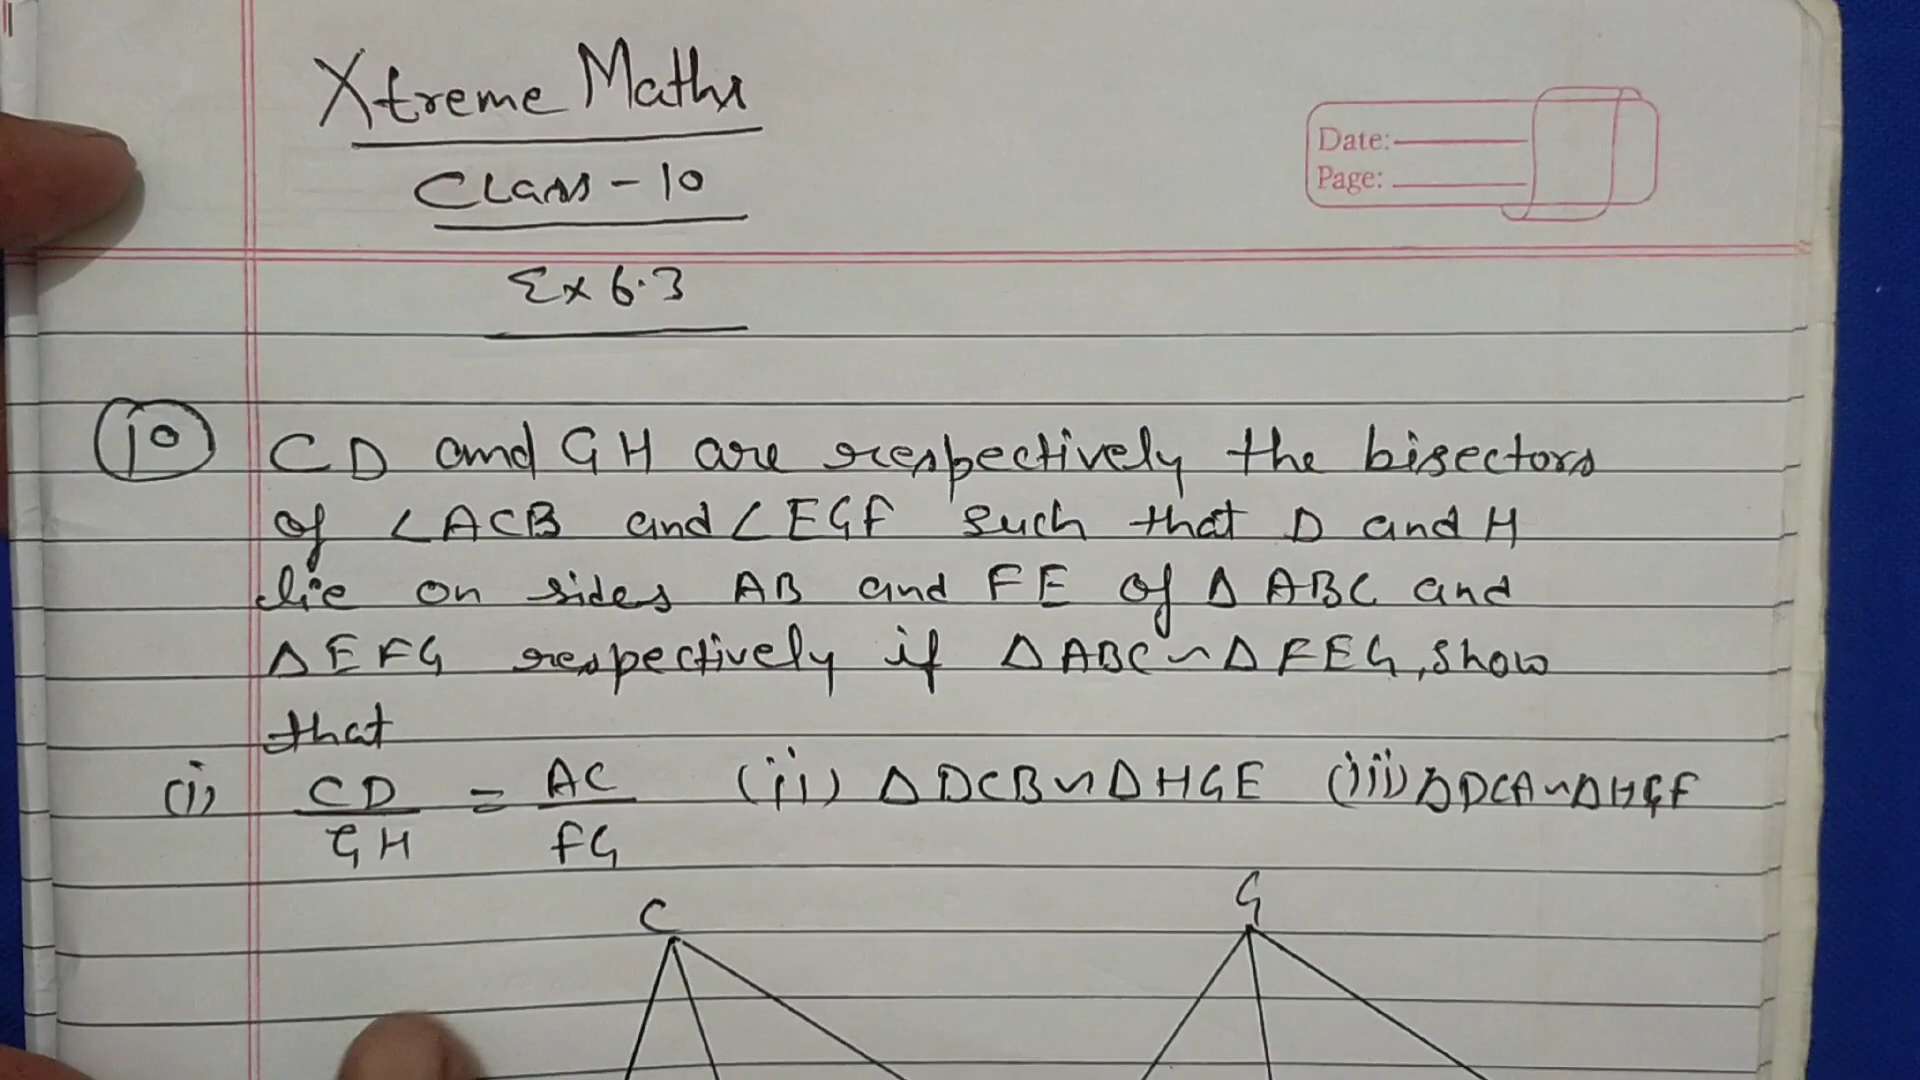 Xtreme Maths
Class - 10
Date:
Page:
Ex 6.3
10 CD and GH are respectively the bisectors
of ∠ACB and ∠EGF such that D and H
lie on sides AB and FE of Δ ABC and
Δ EFG respectively if Δ ABC ~ Δ FEG, show
that
(i) CD/GH = AC/FG (ii) Δ DCB ~ Δ HGE (iii) Δ DCA ~ Δ HGF
C G